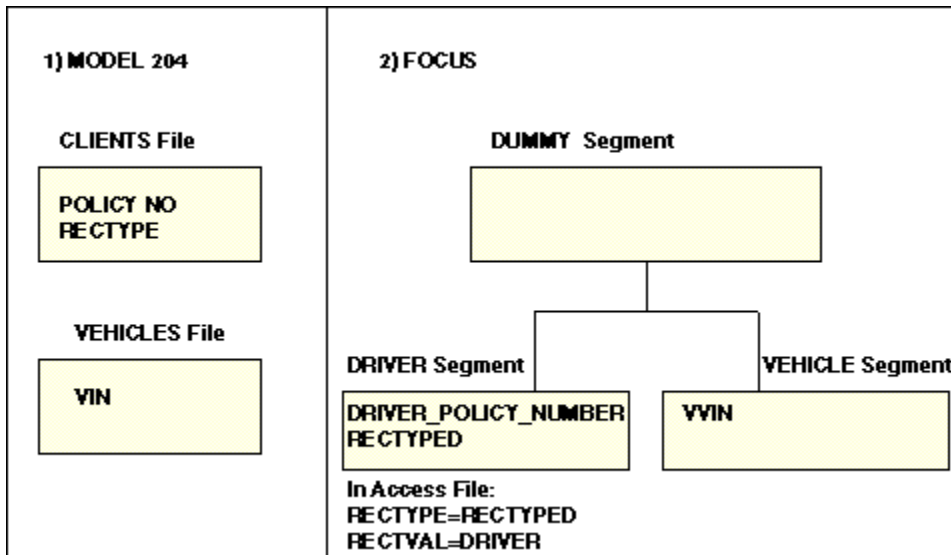 1) MODEL 204
CLIENTS File
POLICY NO
RECTYPE
VEHICLES File
VIN
2) FOCUS
DUMMY Segment
DRIVER Segment
DRIVER_POLICY_NUMBER
RECTYPED
In Access File:
RECTYPE=RECTYPED
RECTVAL=DRIVER
VEHICLE Segment
VVIN